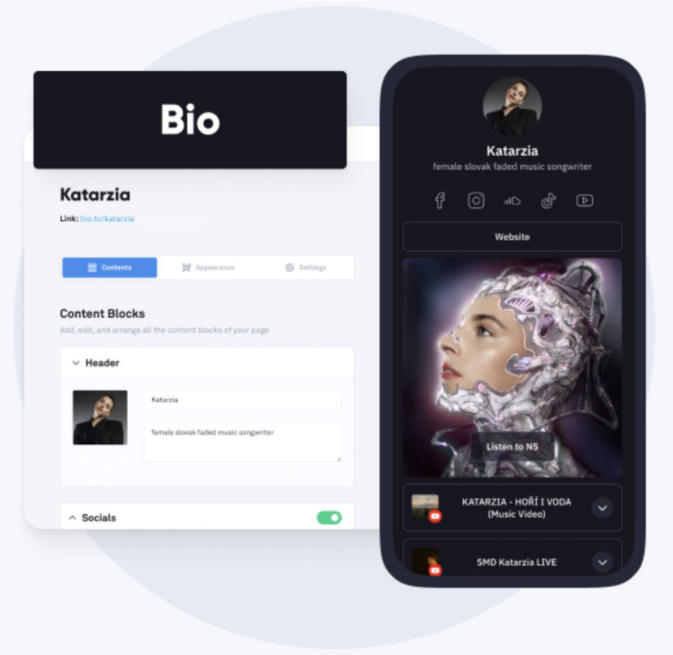 Bio
Katarzia
Link: bio.to/katarzia
Contents
Appearance
Settings
Content Blocks
Add, edit, and arrange all the content blocks of your page
Header
Katarzia
female slovak faded music songwriter
Socials
Katarzia
female slovak faded music songwriter
Website
Listen to N5
KATARZIA - HOŘÍ I VODA
(Music Video)
SMD Katarzia LIVE